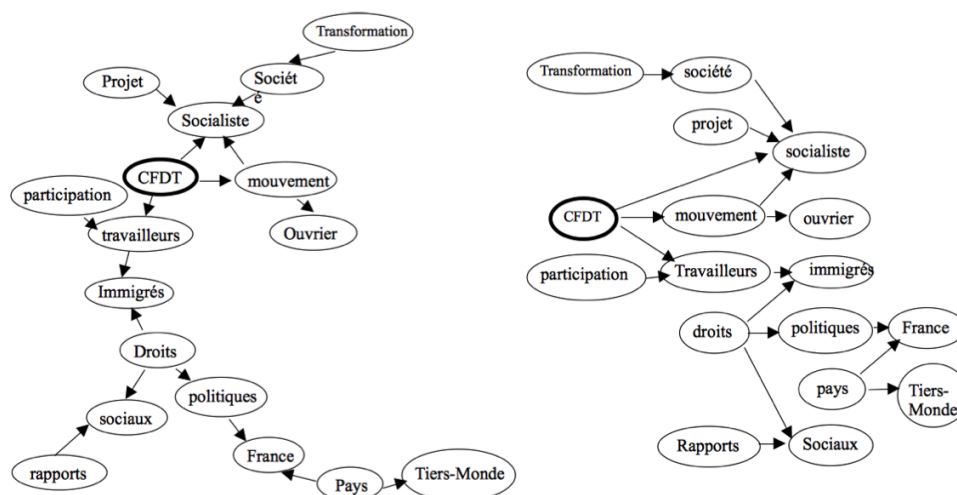 Transformation
Sociét
é
Projet
Socialiste
CFDT
mouvement
participation
travailleurs
Ouvrier
Immigrés
Droits
politiques
sociaux
France
rapports
Pays
Tiers-Monde
Transformation
société
projet
socialiste
CFDT
mouvement
ouvrier
participation
Travailleurs
immigrés
droits
politiques
France
pays
Tiers-
Monde
Rapports
Sociaux